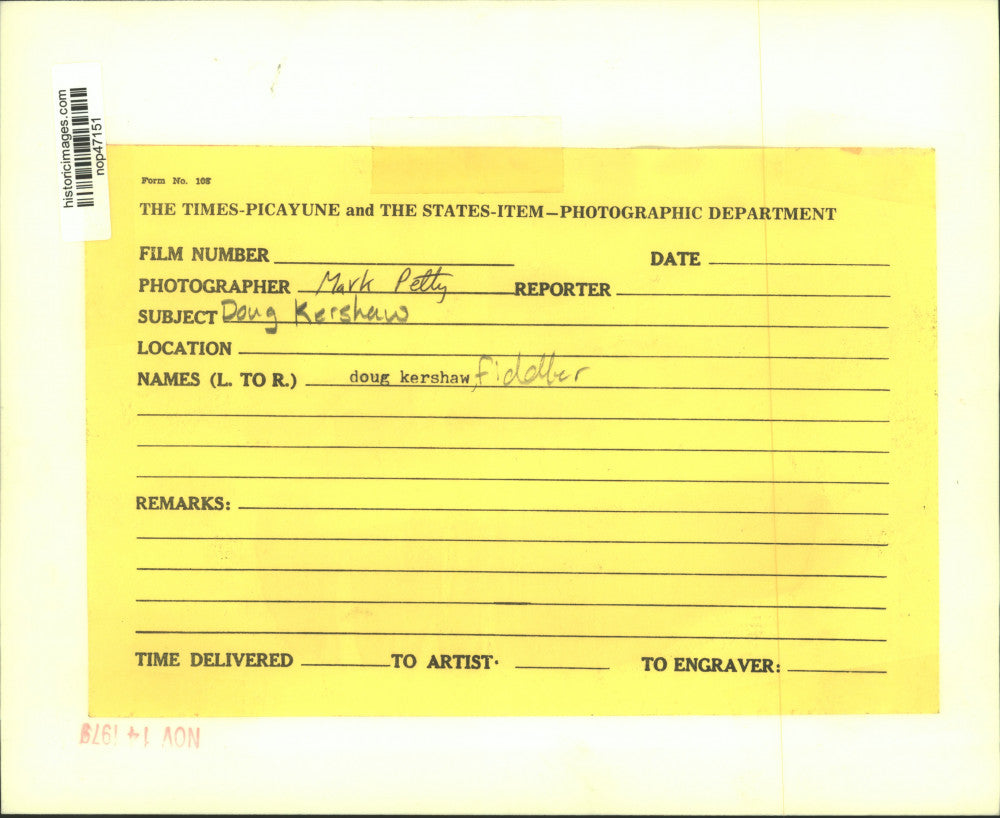 historicimages.com
nop47151
Form No. 108
THE TIMES-PICAYUNE and THE STATES-ITEM—PHOTOGRAPHIC DEPARTMENT
FILM NUMBER DATE
PHOTOGRAPHER Mark Petty REPORTER
SUBJECT Doug Kershaw
LOCATION
NAMES (L. TO R.) doug kershaw, fiddler
REMARKS:
TIME DELIVERED TO ARTIST· TO ENGRAVER:
NOV 14 1979